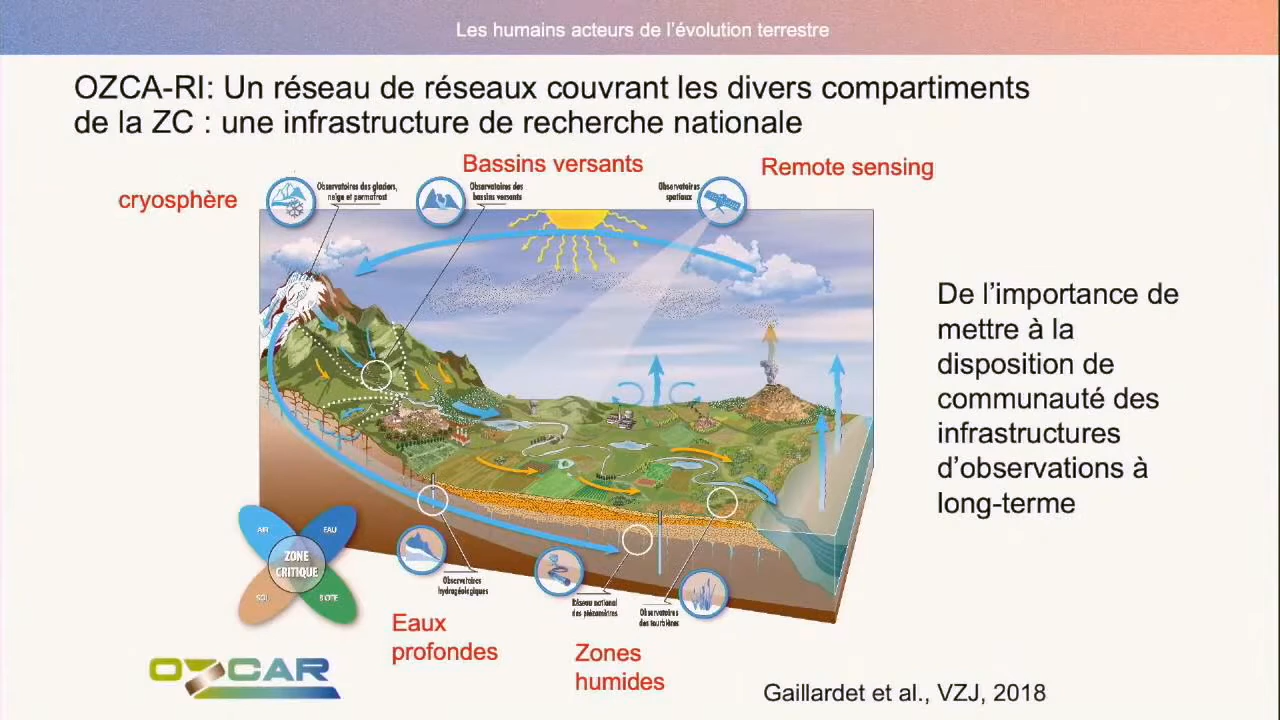 Les humains acteurs de l'évolution terrestre
OZCA-RI: Un réseau de réseaux couvrant les divers compartiments
de la ZC : une infrastructure de recherche nationale
cryosphère
Bassins versants
Remote sensing
Observatoires des glaciers,
neige et permafrost
Observatoires des
bassins versants
Observatoires
spatiaux
De l'importance de
mettre à la
disposition de
communauté des
infrastructures
d'observations à
long-terme
AIR
EAU
ZONE
CRITIQUE
SOL
BIOTE
Observatoires
hydrogéologiques
Réseau national
des piézomètres
Observatoires
des tourbières
Eaux
profondes
Zones
humides
OZCAR
Gaillardet et al., VZJ, 2018